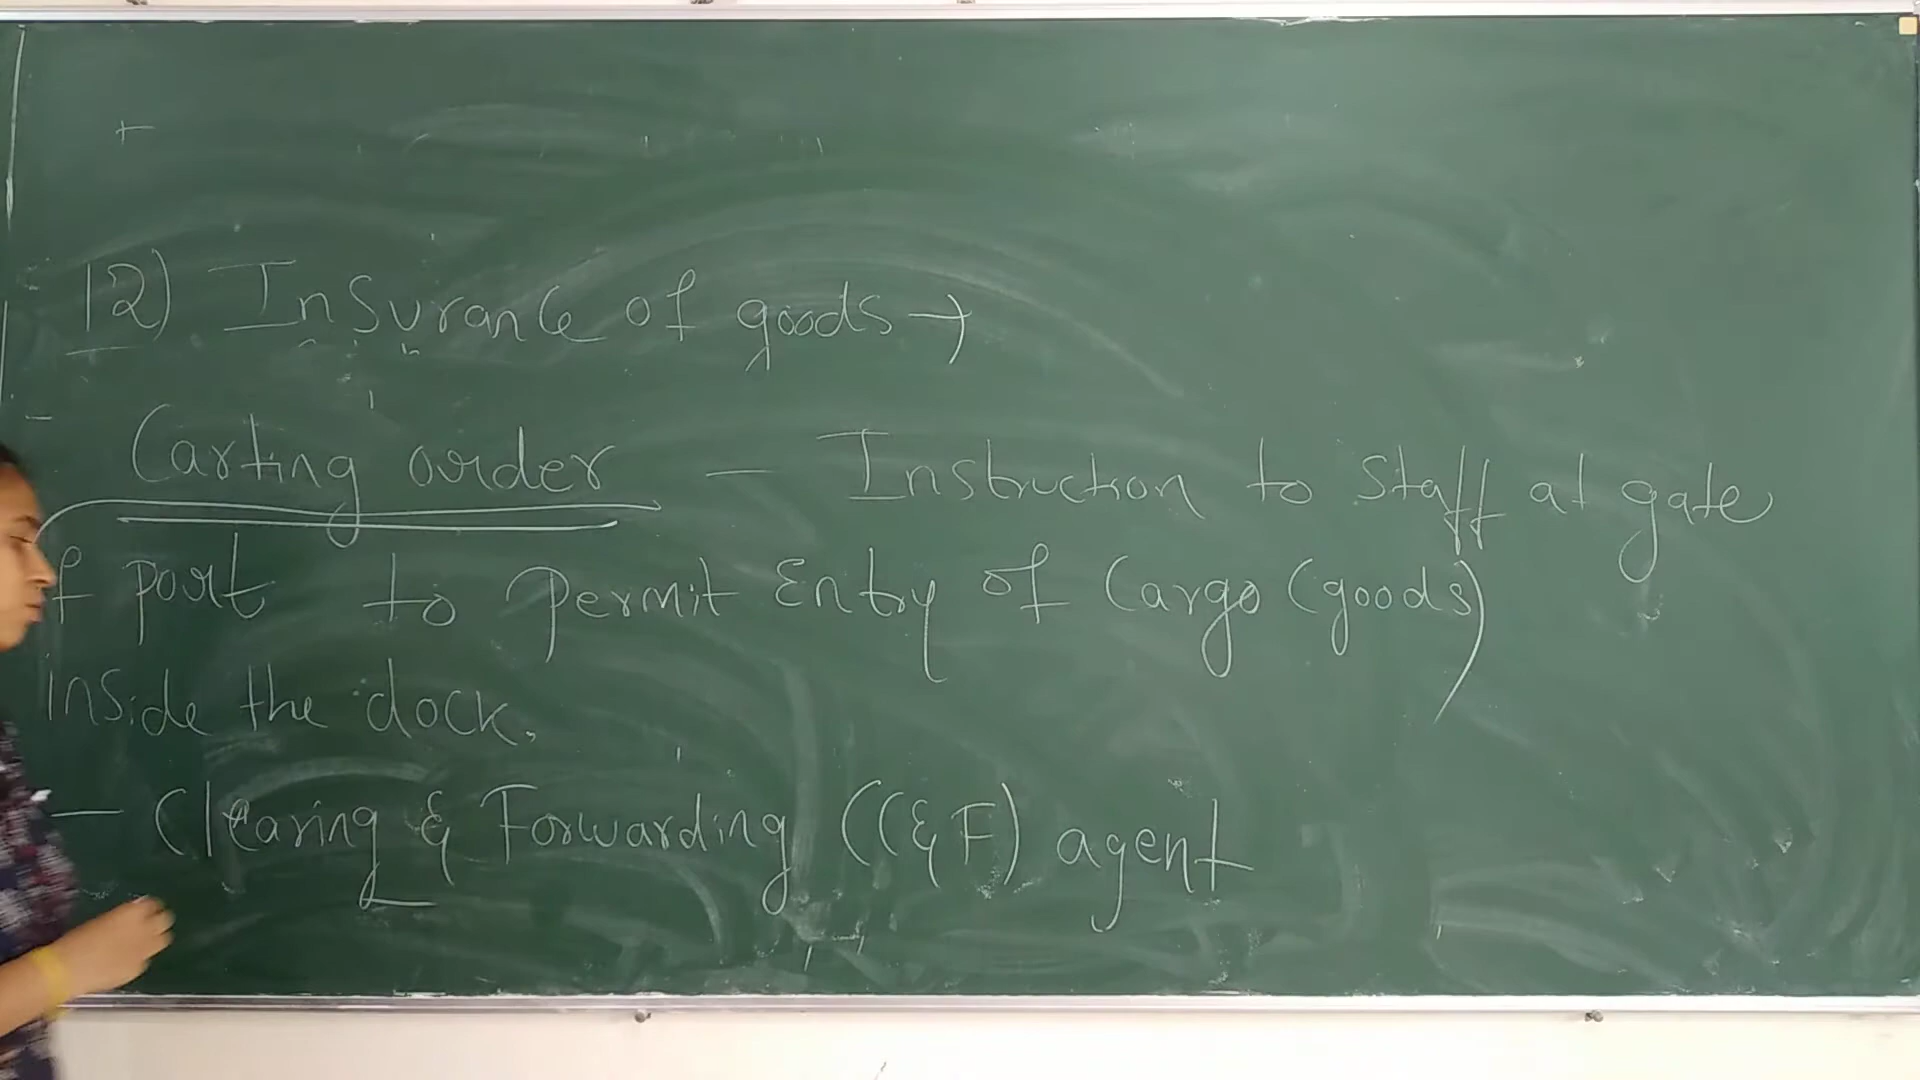 12) Insurance of goods →
- Carting order - Instruction to Staff at gate
of port to permit Entry of Cargo (goods)
inside the dock.
- Clearing & Forwarding (C&F) agent